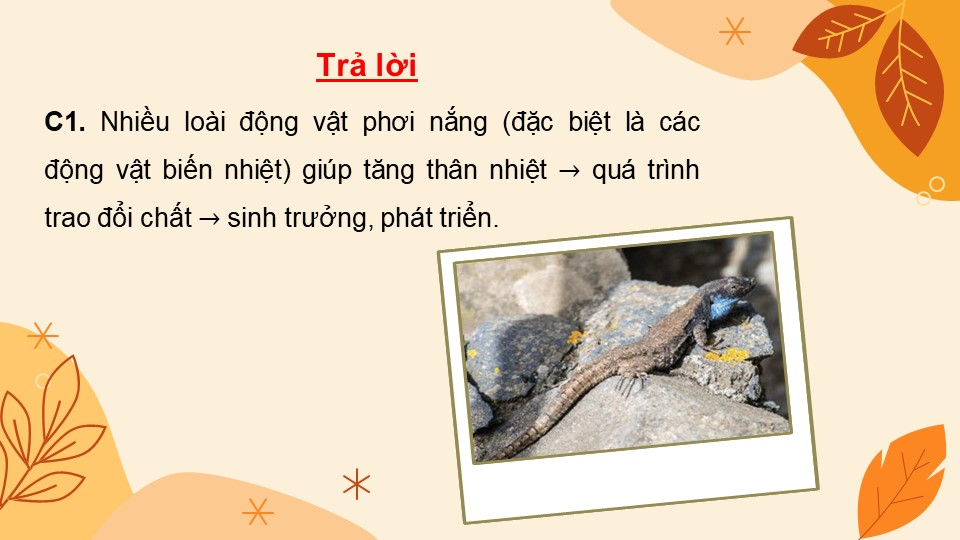 Trả lời
C1. Nhiều loài động vật phơi nắng (đặc biệt là các
động vật biến nhiệt) giúp tăng thân nhiệt → quá trình
trao đổi chất → sinh trưởng, phát triển.